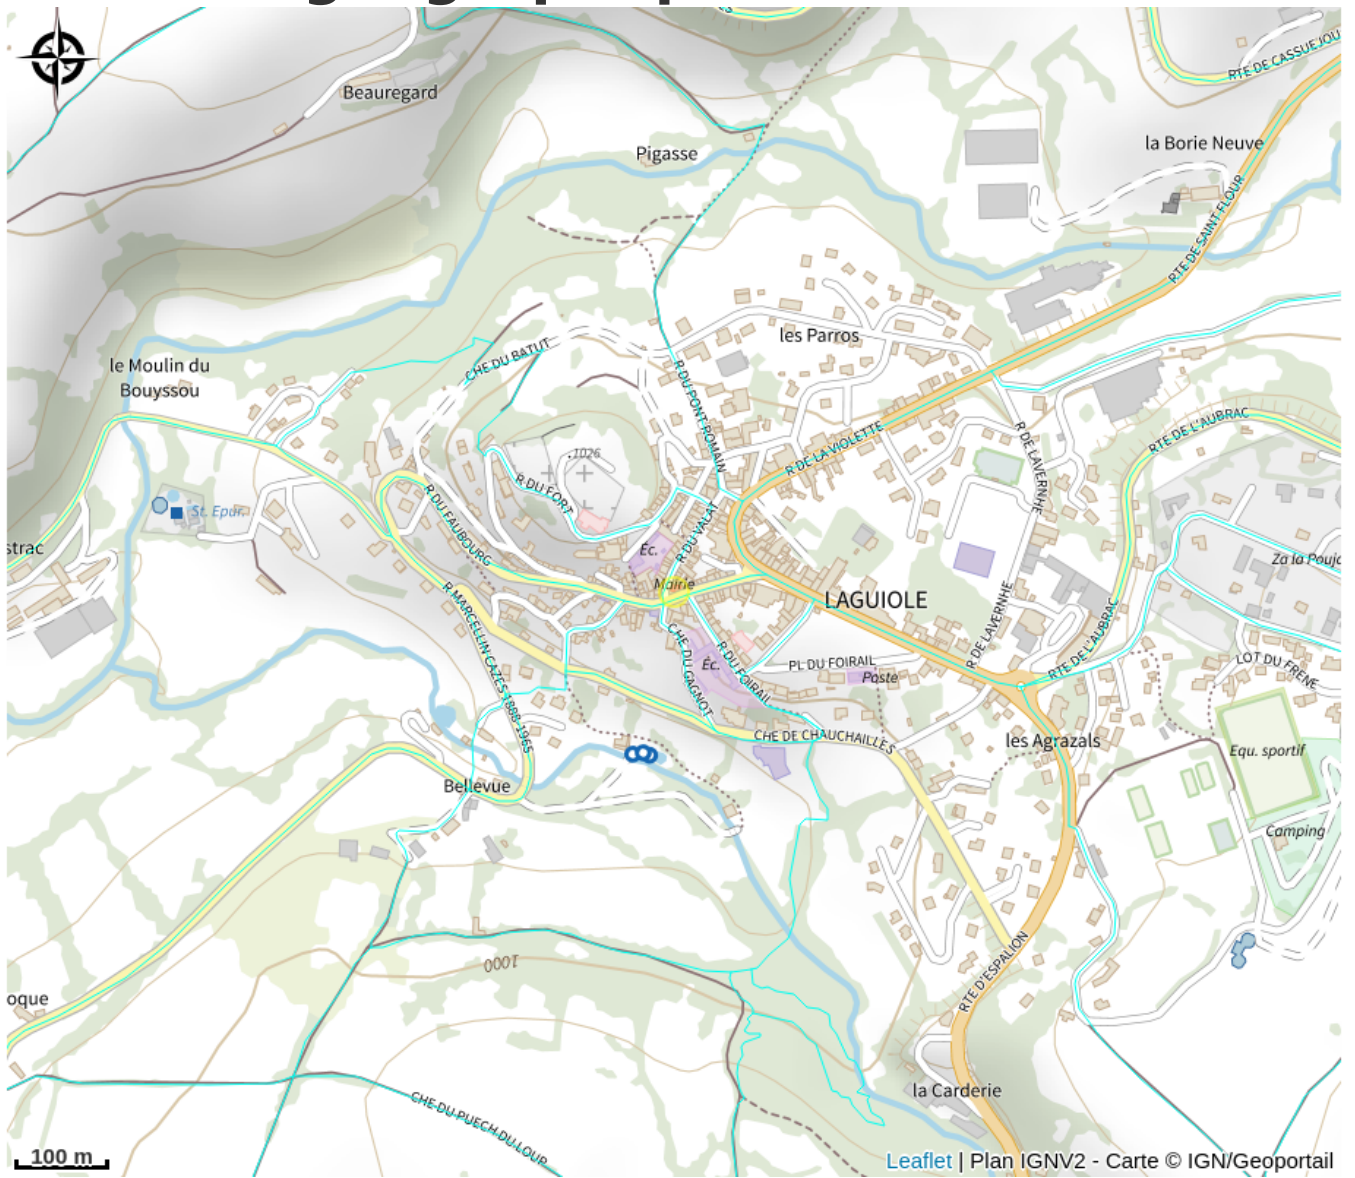 RTE DE CASSUEJOU
Beauregard
la Borie Neuve
Pigasse
RTE DE SAINT-FLOUR
les Parros
CHE DU BATUT
le Moulin du
Bouyssou
R DU PONT ROMAIN
R DE LA VIOLETTE
R DE LAVERNHE
RTE DE L'AUBRAC
.1026
R DU FORT
R DU FAUBOURG
St. Epur.
R DU VALAT
Éc.
strac
Mairie
Za la Poujo
LAGUIOLE
R MARCELLIN CAZES 1888-1965
R DE LAVERNHE
RTE DE L'AUBRAC
CHE DU GAGNOT
R DU FOIRAIL
Éc.
PL DU FOIRAIL
Poste
LOT DU FRENE
CHE DE CHAUCHAILLES
les Agrazals
Equ. sportif
Bellevue
Camping
1000
RTE D'ESPALION
oque
la Carderie
CHE DU PUECH DU LOUP
100 m
Leaflet | Plan IGNV2 - Carte © IGN/Geoportail